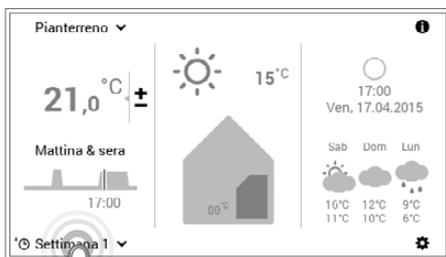 Pianterreno
21,0 °C ±
Mattina & sera
17:00
Settimana 1
15°C
80°C
17:00
Ven, 17.04.2015
Sab Dom Lun
16°C 12°C 9°C
11°C 10°C 6°C